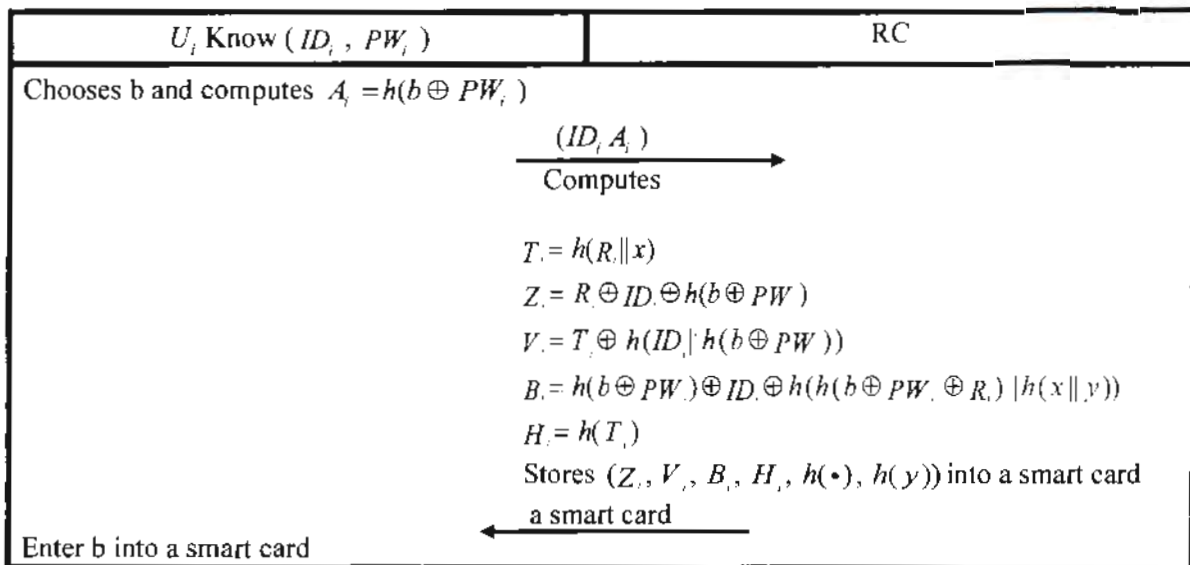 U_i Know ( ID_i , PW_i )
RC
Chooses b and computes A_i =h(b ⊕ PW_i )
(ID_i A_i )
Computes
T_i= h(R_i||x)
Z_i= R_i⊕ID_i⊕h(b⊕PW )
V_i= T_i⊕ h(ID_i| h(b⊕PW ))
B_i= h(b⊕PW_i)⊕ID_i⊕h(h(b⊕PW_i ⊕R_i) |h(x||y))
H_i= h(T_i)
Stores (Z_i, V_i, B_i, H_i, h(•), h(y)) into a smart card
a smart card
Enter b into a smart card